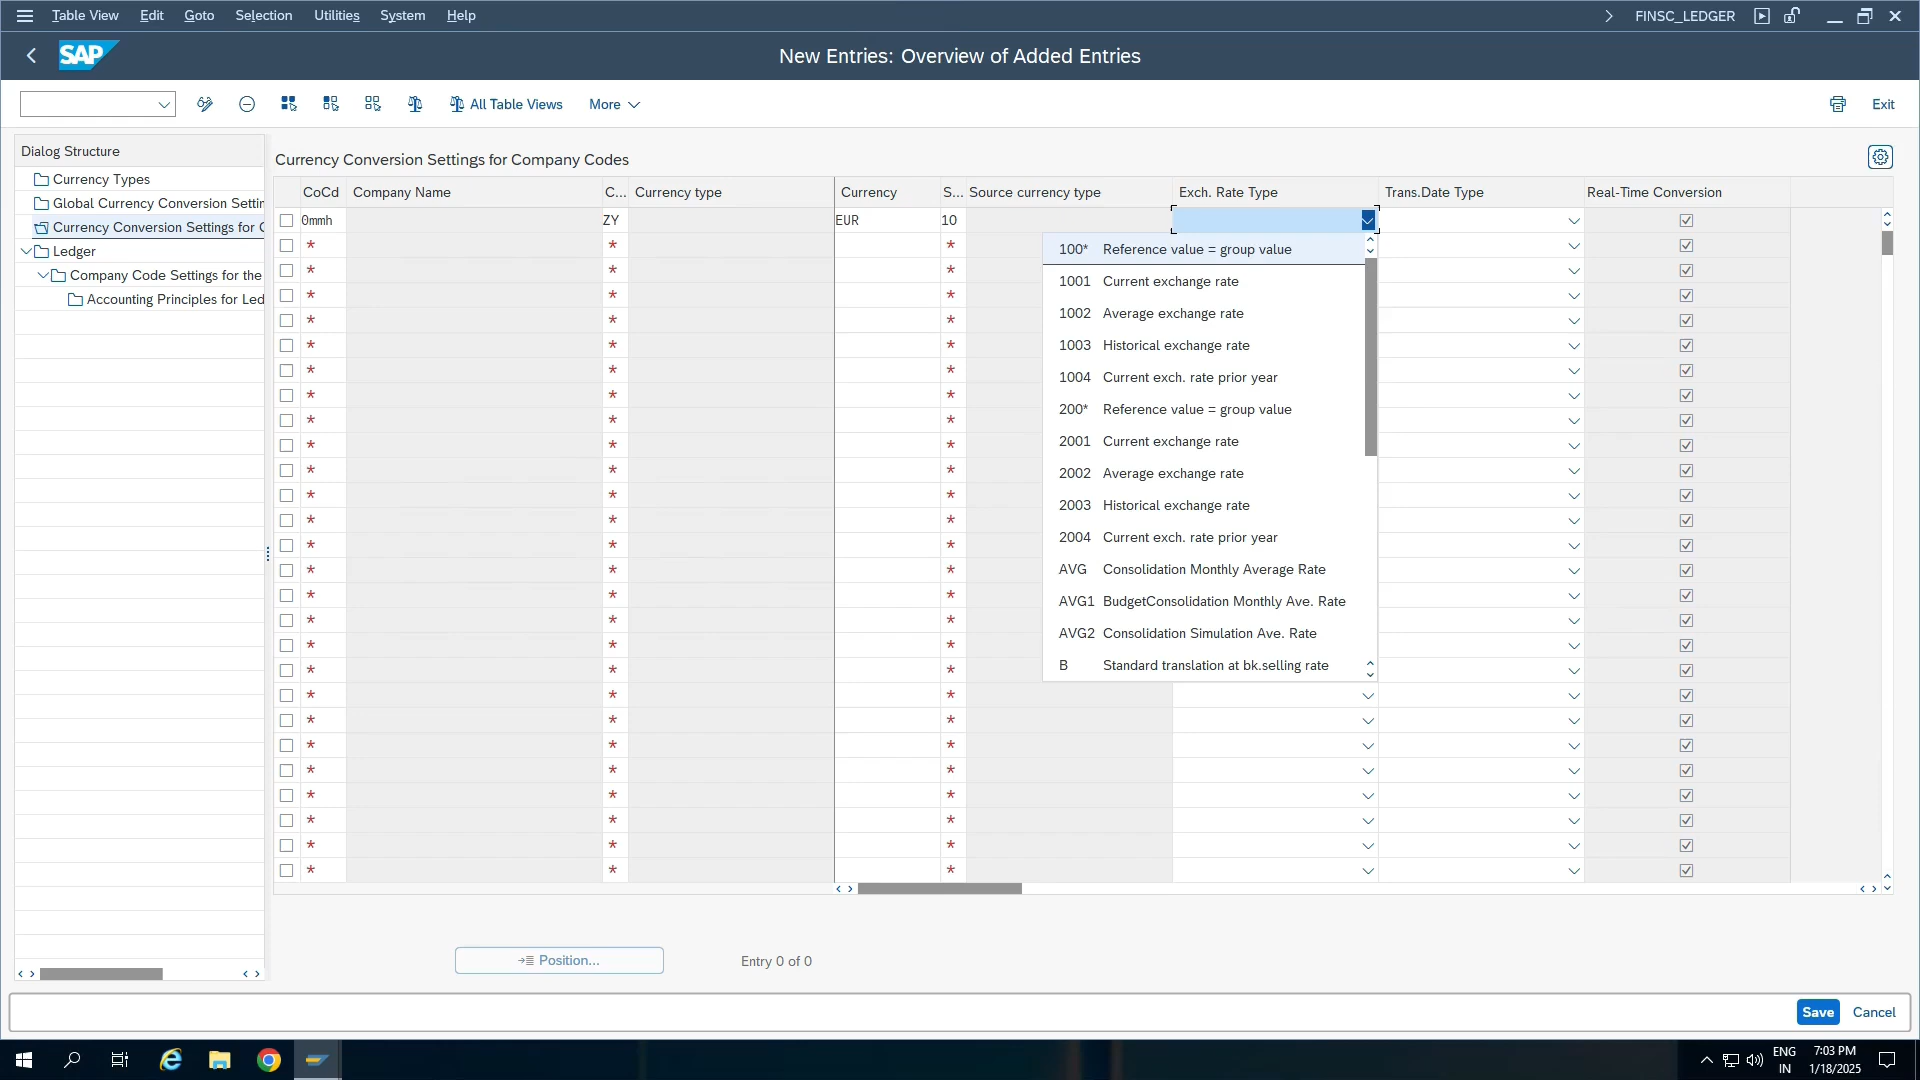 Table View Edit Goto Selection Utilities System Help FINSC_LEDGER
SAP New Entries: Overview of Added Entries
All Table Views More Exit
Dialog Structure
Currency Types
Global Currency Conversion Settin
Currency Conversion Settings for C
Ledger
Company Code Settings for the
Accounting Principles for Led
Currency Conversion Settings for Company Codes
CoCd Company Name C... Currency type Currency S... Source currency type Exch. Rate Type Trans.Date Type Real-Time Conversion
0mmh ZY EUR 10
100* Reference value = group value
1001 Current exchange rate
1002 Average exchange rate
1003 Historical exchange rate
1004 Current exch. rate prior year
200* Reference value = group value
2001 Current exchange rate
2002 Average exchange rate
2003 Historical exchange rate
2004 Current exch. rate prior year
AVG Consolidation Monthly Average Rate
AVG1 BudgetConsolidation Monthly Ave. Rate
AVG2 Consolidation Simulation Ave. Rate
B Standard translation at bk.selling rate
Position... Entry 0 of 0
Save Cancel
ENG
IN
7:03 PM
1/18/2025